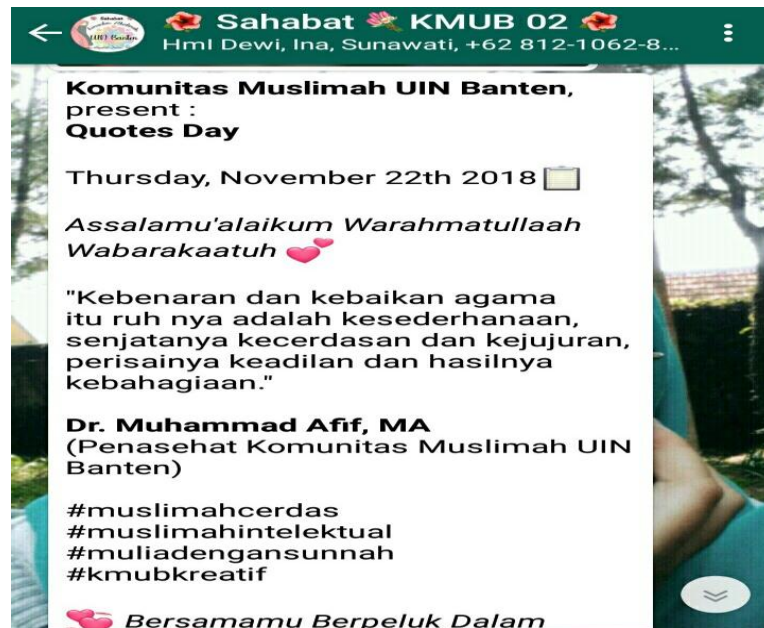 Sahabat KMUB 02
Hml Dewi, Ina, Sunawati, +62 812-1062-8...
Komunitas Muslimah UIN Banten,
present :
Quotes Day
Thursday, November 22th 2018
Assalamu'alaikum Warahmatullaah
Wabarakaatuh 💕
"Kebenaran dan kebaikan agama
itu ruh nya adalah kesederhanaan,
senjatanya kecerdasan dan kejujuran,
perisainya keadilan dan hasilnya
kebahagiaan."
Dr. Muhammad Afif, MA
(Penasehat Komunitas Muslimah UIN
Banten)
#muslimahcerdas
#muslimahintelektual
#muliadengansunnah
#kmubkreatif
Bersamamu Berpeluk Dalam